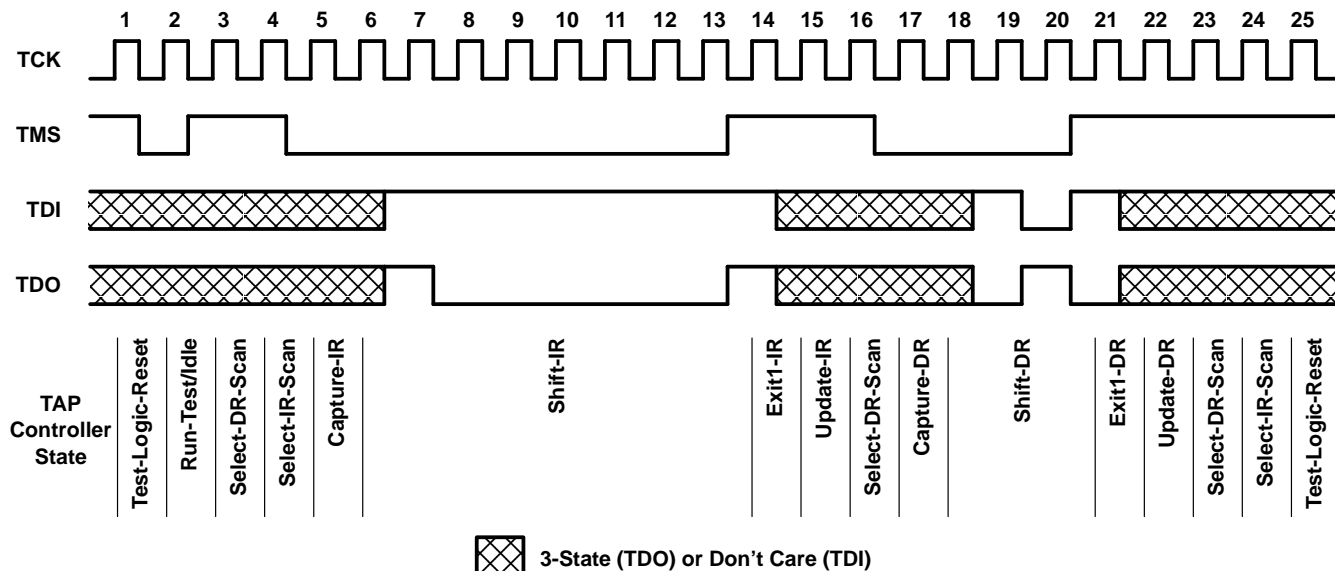 1 2 3 4 5 6 7 8 9 10 11 12 13 14 15 16 17 18 19 20 21 22 23 24 25
TCK
TMS
TDI
TDO
TAP
Controller
State
Test-Logic-Reset
Run-Test/Idle
Select-DR-Scan
Select-IR-Scan
Capture-IR
Shift-IR
Exit1-IR
Update-IR
Select-DR-Scan
Capture-DR
Shift-DR
Exit1-DR
Update-DR
Select-DR-Scan
Select-IR-Scan
Test-Logic-Reset
3-State (TDO) or Don’t Care (TDI)